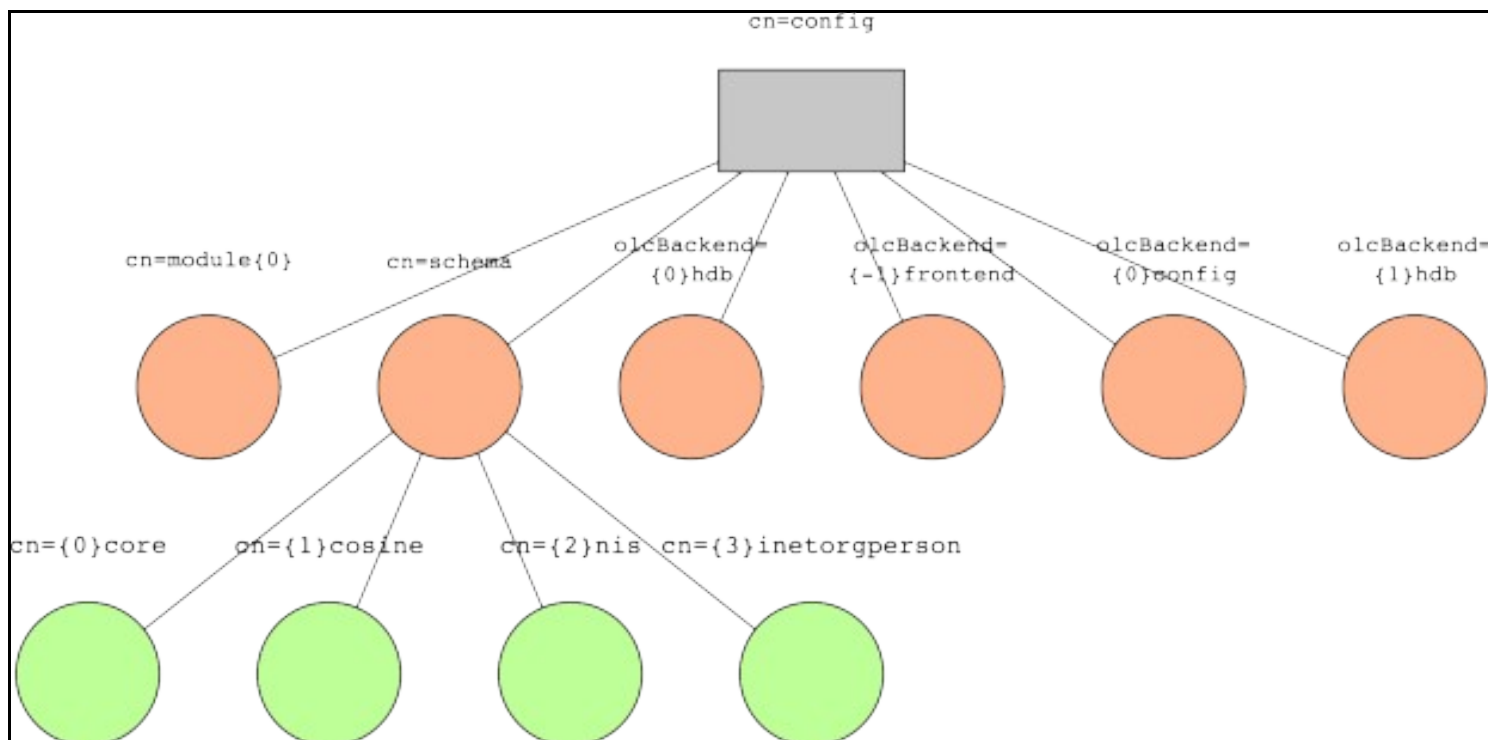 cn=config
cn=module{0}
cn=schema
olcBackend=
{0}hdb
olcBackend=
{-1}frontend
olcBackend=
{0}config
olcBackend=
{1}hdb
cn={0}core
cn={1}cosine
cn={2}nis
cn={3}inetorgperson